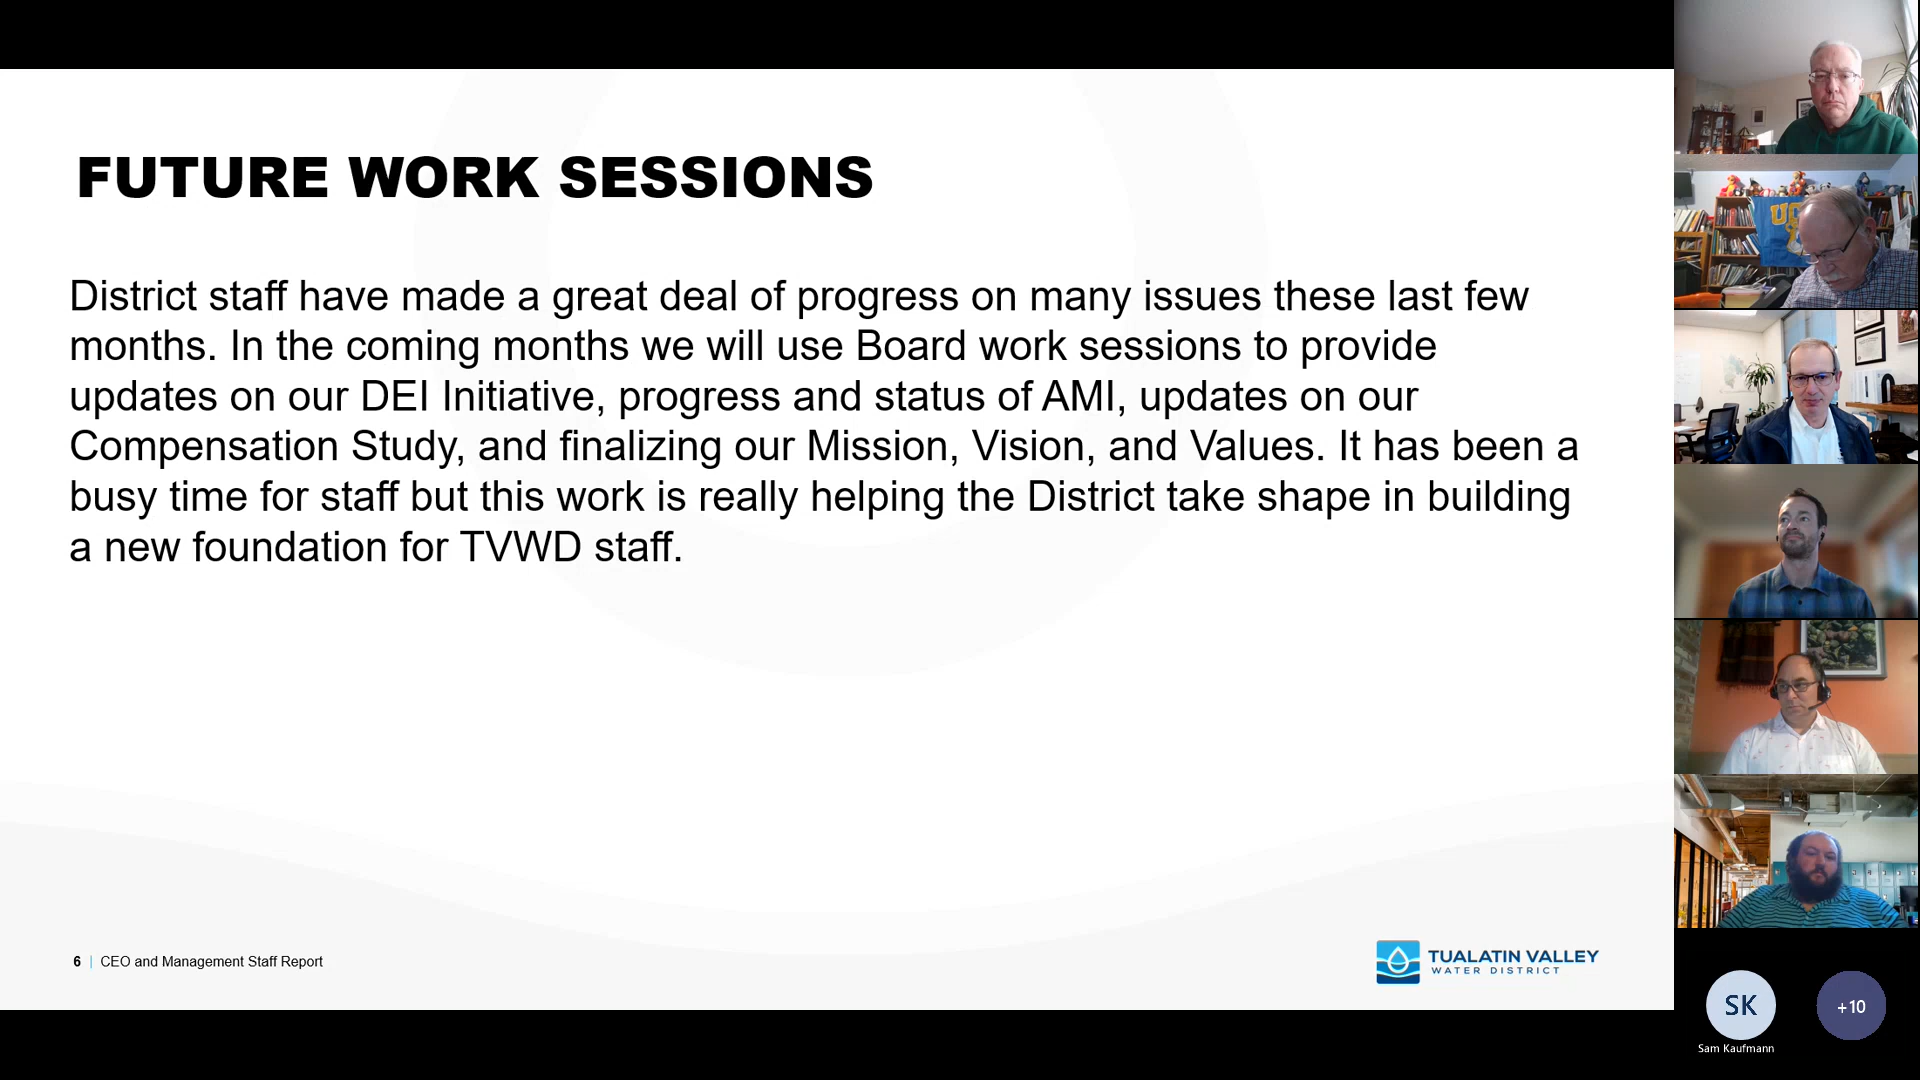 FUTURE WORK SESSIONS
District staff have made a great deal of progress on many issues these last few
months. In the coming months we will use Board work sessions to provide
updates on our DEI Initiative, progress and status of AMI, updates on our
Compensation Study, and finalizing our Mission, Vision, and Values. It has been a
busy time for staff but this work is really helping the District take shape in building
a new foundation for TVWD staff.
6 | CEO and Management Staff Report
TUALATIN VALLEY
WATER DISTRICT
SK
+10
Sam Kaufmann